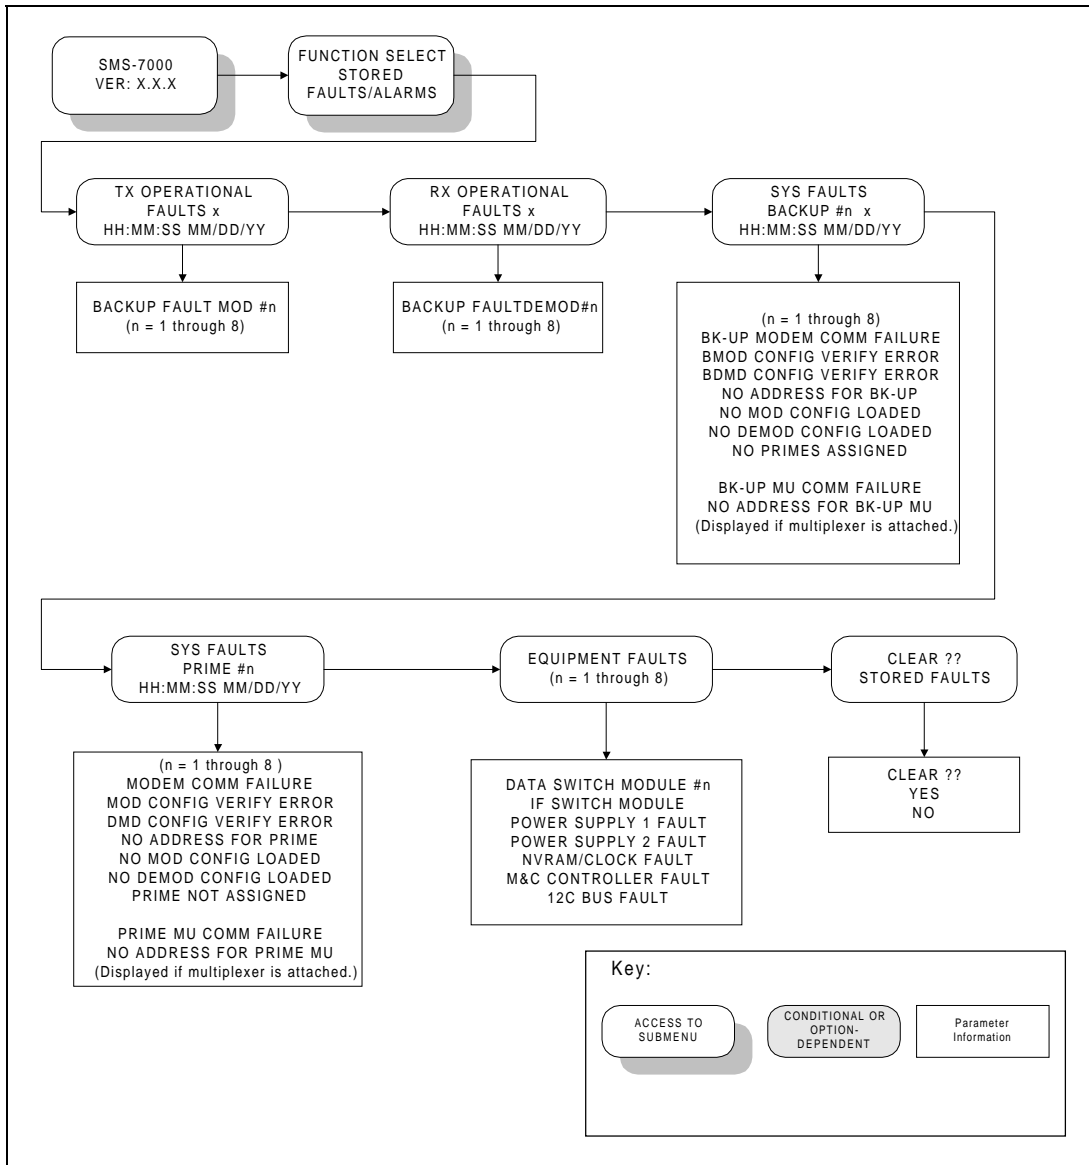 SMS-7000
VER: X.X.X
FUNCTION SELECT
STORED
FAULTS/ALARMS
TX OPERATIONAL
FAULTS x
HH:MM:SS MM/DD/YY
RX OPERATIONAL
FAULTS x
HH:MM:SS MM/DD/YY
SYS FAULTS
BACKUP #n x
HH:MM:SS MM/DD/YY
BACKUP FAULT MOD #n
(n = 1 through 8)
BACKUP FAULTDEMOD#n
(n = 1 through 8)
(n = 1 through 8)
BK-UP MODEM COMM FAILURE
BMOD CONFIG VERIFY ERROR
BDMD CONFIG VERIFY ERROR
NO ADDRESS FOR BK-UP
NO MOD CONFIG LOADED
NO DEMOD CONFIG LOADED
NO PRIMES ASSIGNED
BK-UP MU COMM FAILURE
NO ADDRESS FOR BK-UP MU
(Displayed if multiplexer is attached.)
SYS FAULTS
PRIME #n
HH:MM:SS MM/DD/YY
EQUIPMENT FAULTS
(n = 1 through 8)
CLEAR ??
STORED FAULTS
(n = 1 through 8 )
MODEM COMM FAILURE
MOD CONFIG VERIFY ERROR
DMD CONFIG VERIFY ERROR
NO ADDRESS FOR PRIME
NO MOD CONFIG LOADED
NO DEMOD CONFIG LOADED
PRIME NOT ASSIGNED
PRIME MU COMM FAILURE
NO ADDRESS FOR PRIME MU
(Displayed if multiplexer is attached.)
DATA SWITCH MODULE #n
IF SWITCH MODULE
POWER SUPPLY 1 FAULT
POWER SUPPLY 2 FAULT
NVRAM/CLOCK FAULT
M&C CONTROLLER FAULT
12C BUS FAULT
CLEAR ??
YES
NO
Key:
ACCESS TO
SUBMENU
CONDITIONAL OR
OPTION-
DEPENDENT
Parameter
Information